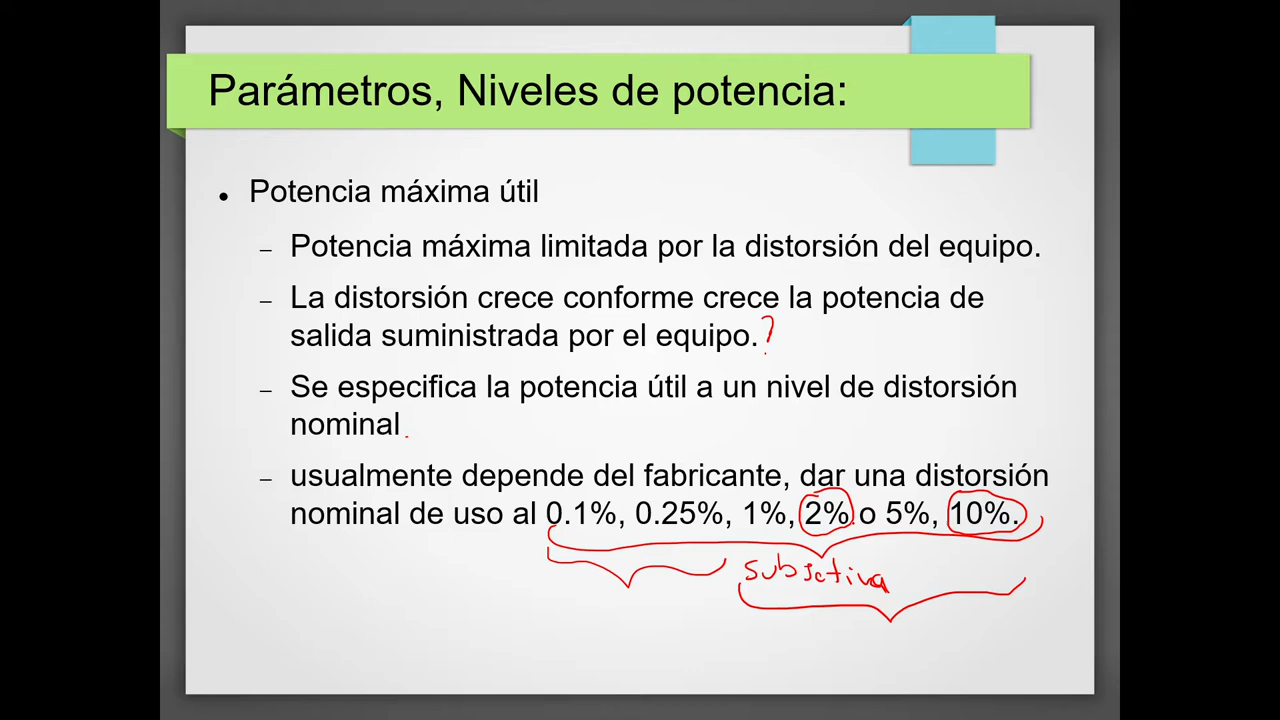 Parámetros, Niveles de potencia:
● Potencia máxima útil
– Potencia máxima limitada por la distorsión del equipo.
– La distorsión crece conforme crece la potencia de
salida suministrada por el equipo. ?
– Se especifica la potencia útil a un nivel de distorsión
nominal.
– usualmente depende del fabricante, dar una distorsión
nominal de uso al 0.1%, 0.25%, 1%, 2% o 5%, 10%.
subjetiva